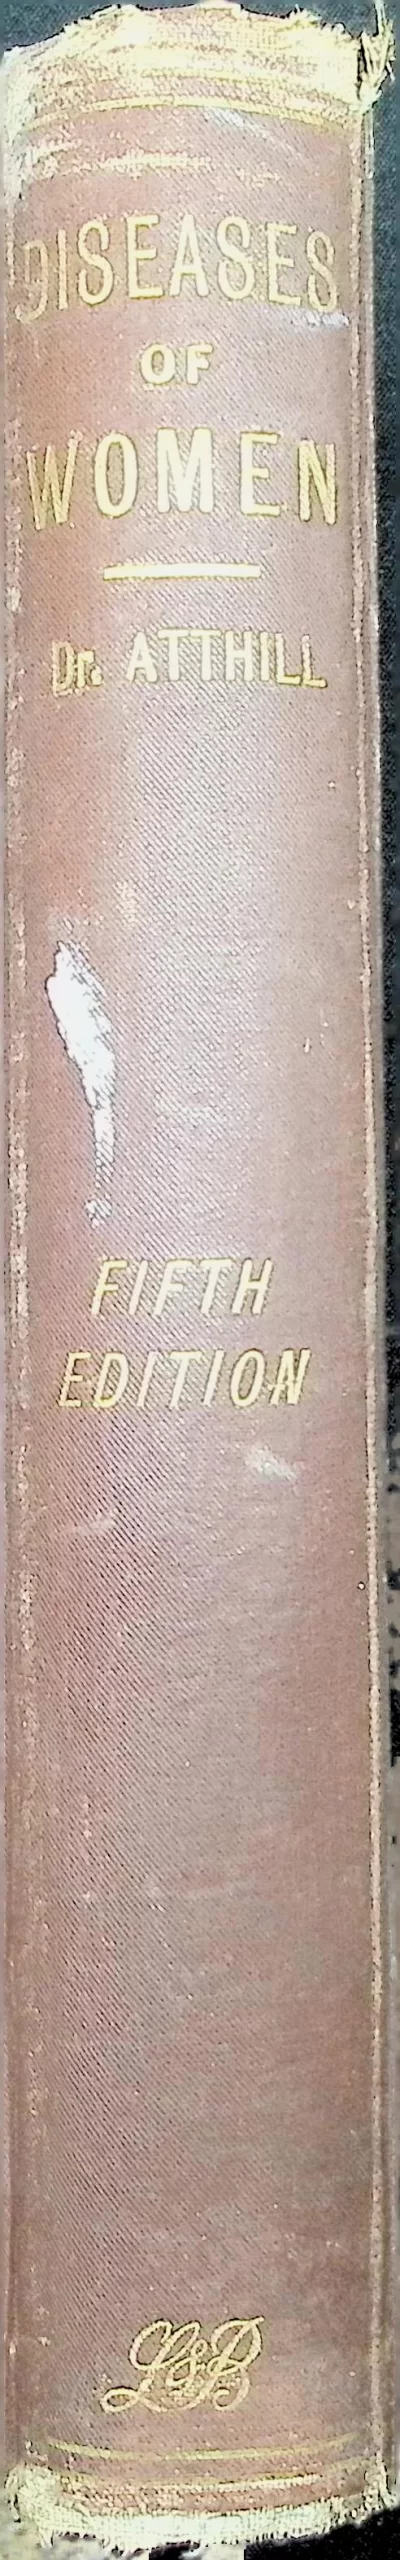 DISEASES
OF
WOMEN
Dr. ATTHILL
FIFTH
EDITION
L&B